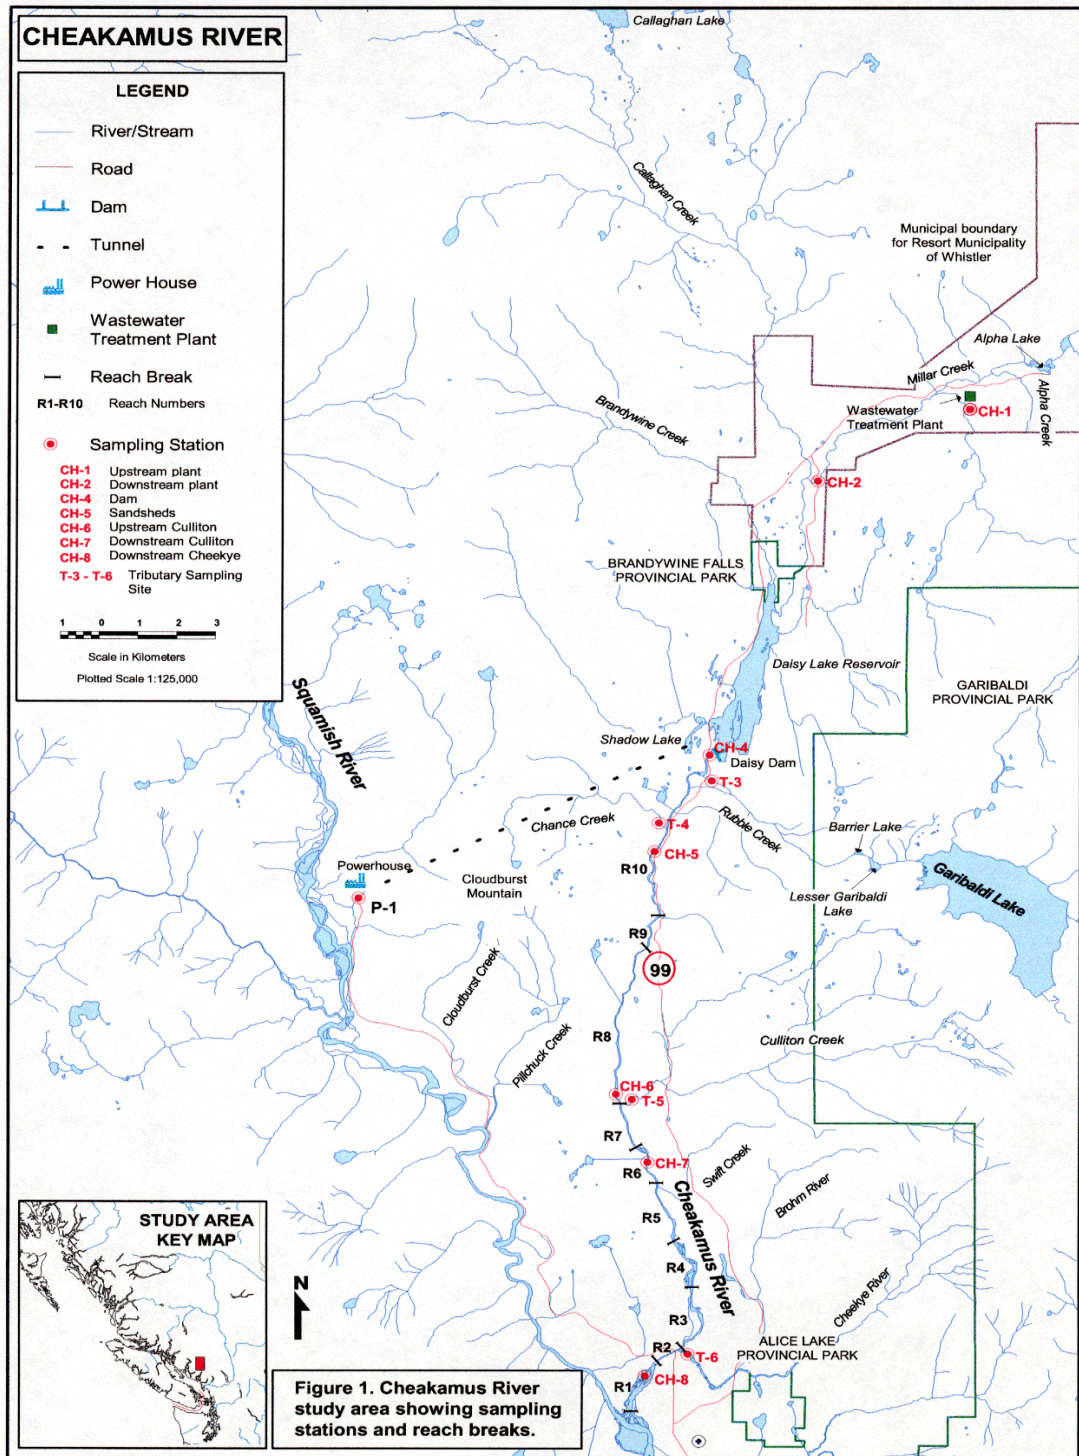 CHEAKAMUS RIVER
LEGEND
River/Stream
Road
Dam
Tunnel
Power House
Wastewater
Treatment Plant
Reach Break
R1-R10 Reach Numbers
Sampling Station
CH-1 Upstream plant
CH-2 Downstream plant
CH-4 Dam
CH-5 Sandsheds
CH-6 Upstream Culliton
CH-7 Downstream Culliton
CH-8 Downstream Cheekye
T-3 - T-6 Tributary Sampling
Site
1 0 1 2 3
Scale in Kilometers
Plotted Scale 1:125,000
Callaghan Lake
Callaghan Creek
Municipal boundary
for Resort Municipality
of Whistler
Alpha Lake
Millar Creek
Alpha Creek
Wastewater
Treatment Plant
CH-1
Brandywine Creek
CH-2
BRANDYWINE FALLS
PROVINCIAL PARK
Daisy Lake Reservoir
GARIBALDI
PROVINCIAL PARK
Squamish River
Shadow Lake
CH-4
Daisy Dam
T-3
Chance Creek
T-4
Rubble Creek
Barrier Lake
CH-5
R10
Powerhouse
Cloudburst
Mountain
P-1
Lesser Garibaldi
Lake
Garibaldi Lake
R9
99
Cloudburst Creek
Pillchuck Creek
R8
Culliton Creek
CH-6
T-5
R7
CH-7
R6
Swift Creek
Brohm River
R5
Cheakamus River
R4
R3
Cheekye River
R2
T-6
ALICE LAKE
PROVINCIAL PARK
CH-8
R1
STUDY AREA
KEY MAP
N
Figure 1. Cheakamus River
study area showing sampling
stations and reach breaks.